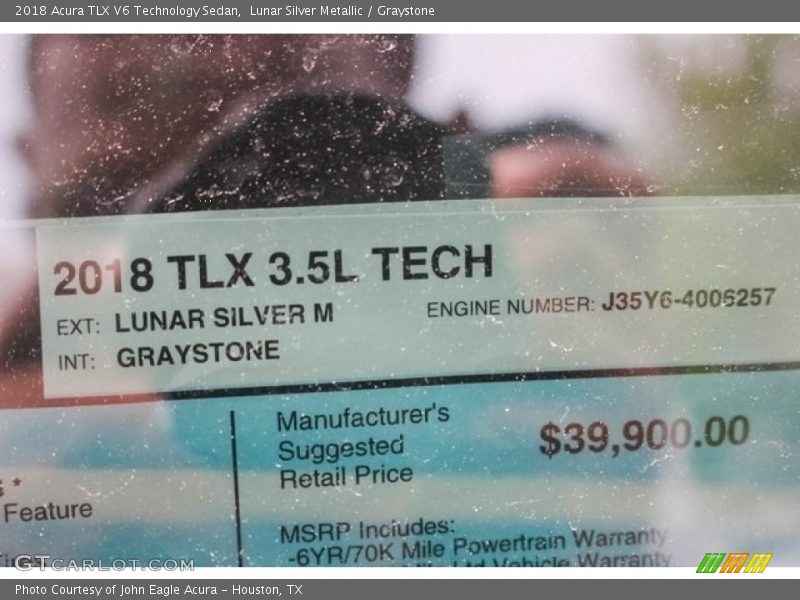 2018 Acura TLX V6 Technology Sedan, Lunar Silver Metallic / Graystone
2018 TLX 3.5L TECH
EXT: LUNAR SILVER M
ENGINE NUMBER: J35Y6-4006257
INT: GRAYSTONE
Manufacturer's
Suggested
Retail Price
$39,900.00
*
Feature
MSRP Includes:
-6YR/70K Mile Powertrain Warranty
Vehicle Warranty
GTCARLOT.COM
Photo Courtesy of John Eagle Acura - Houston, TX